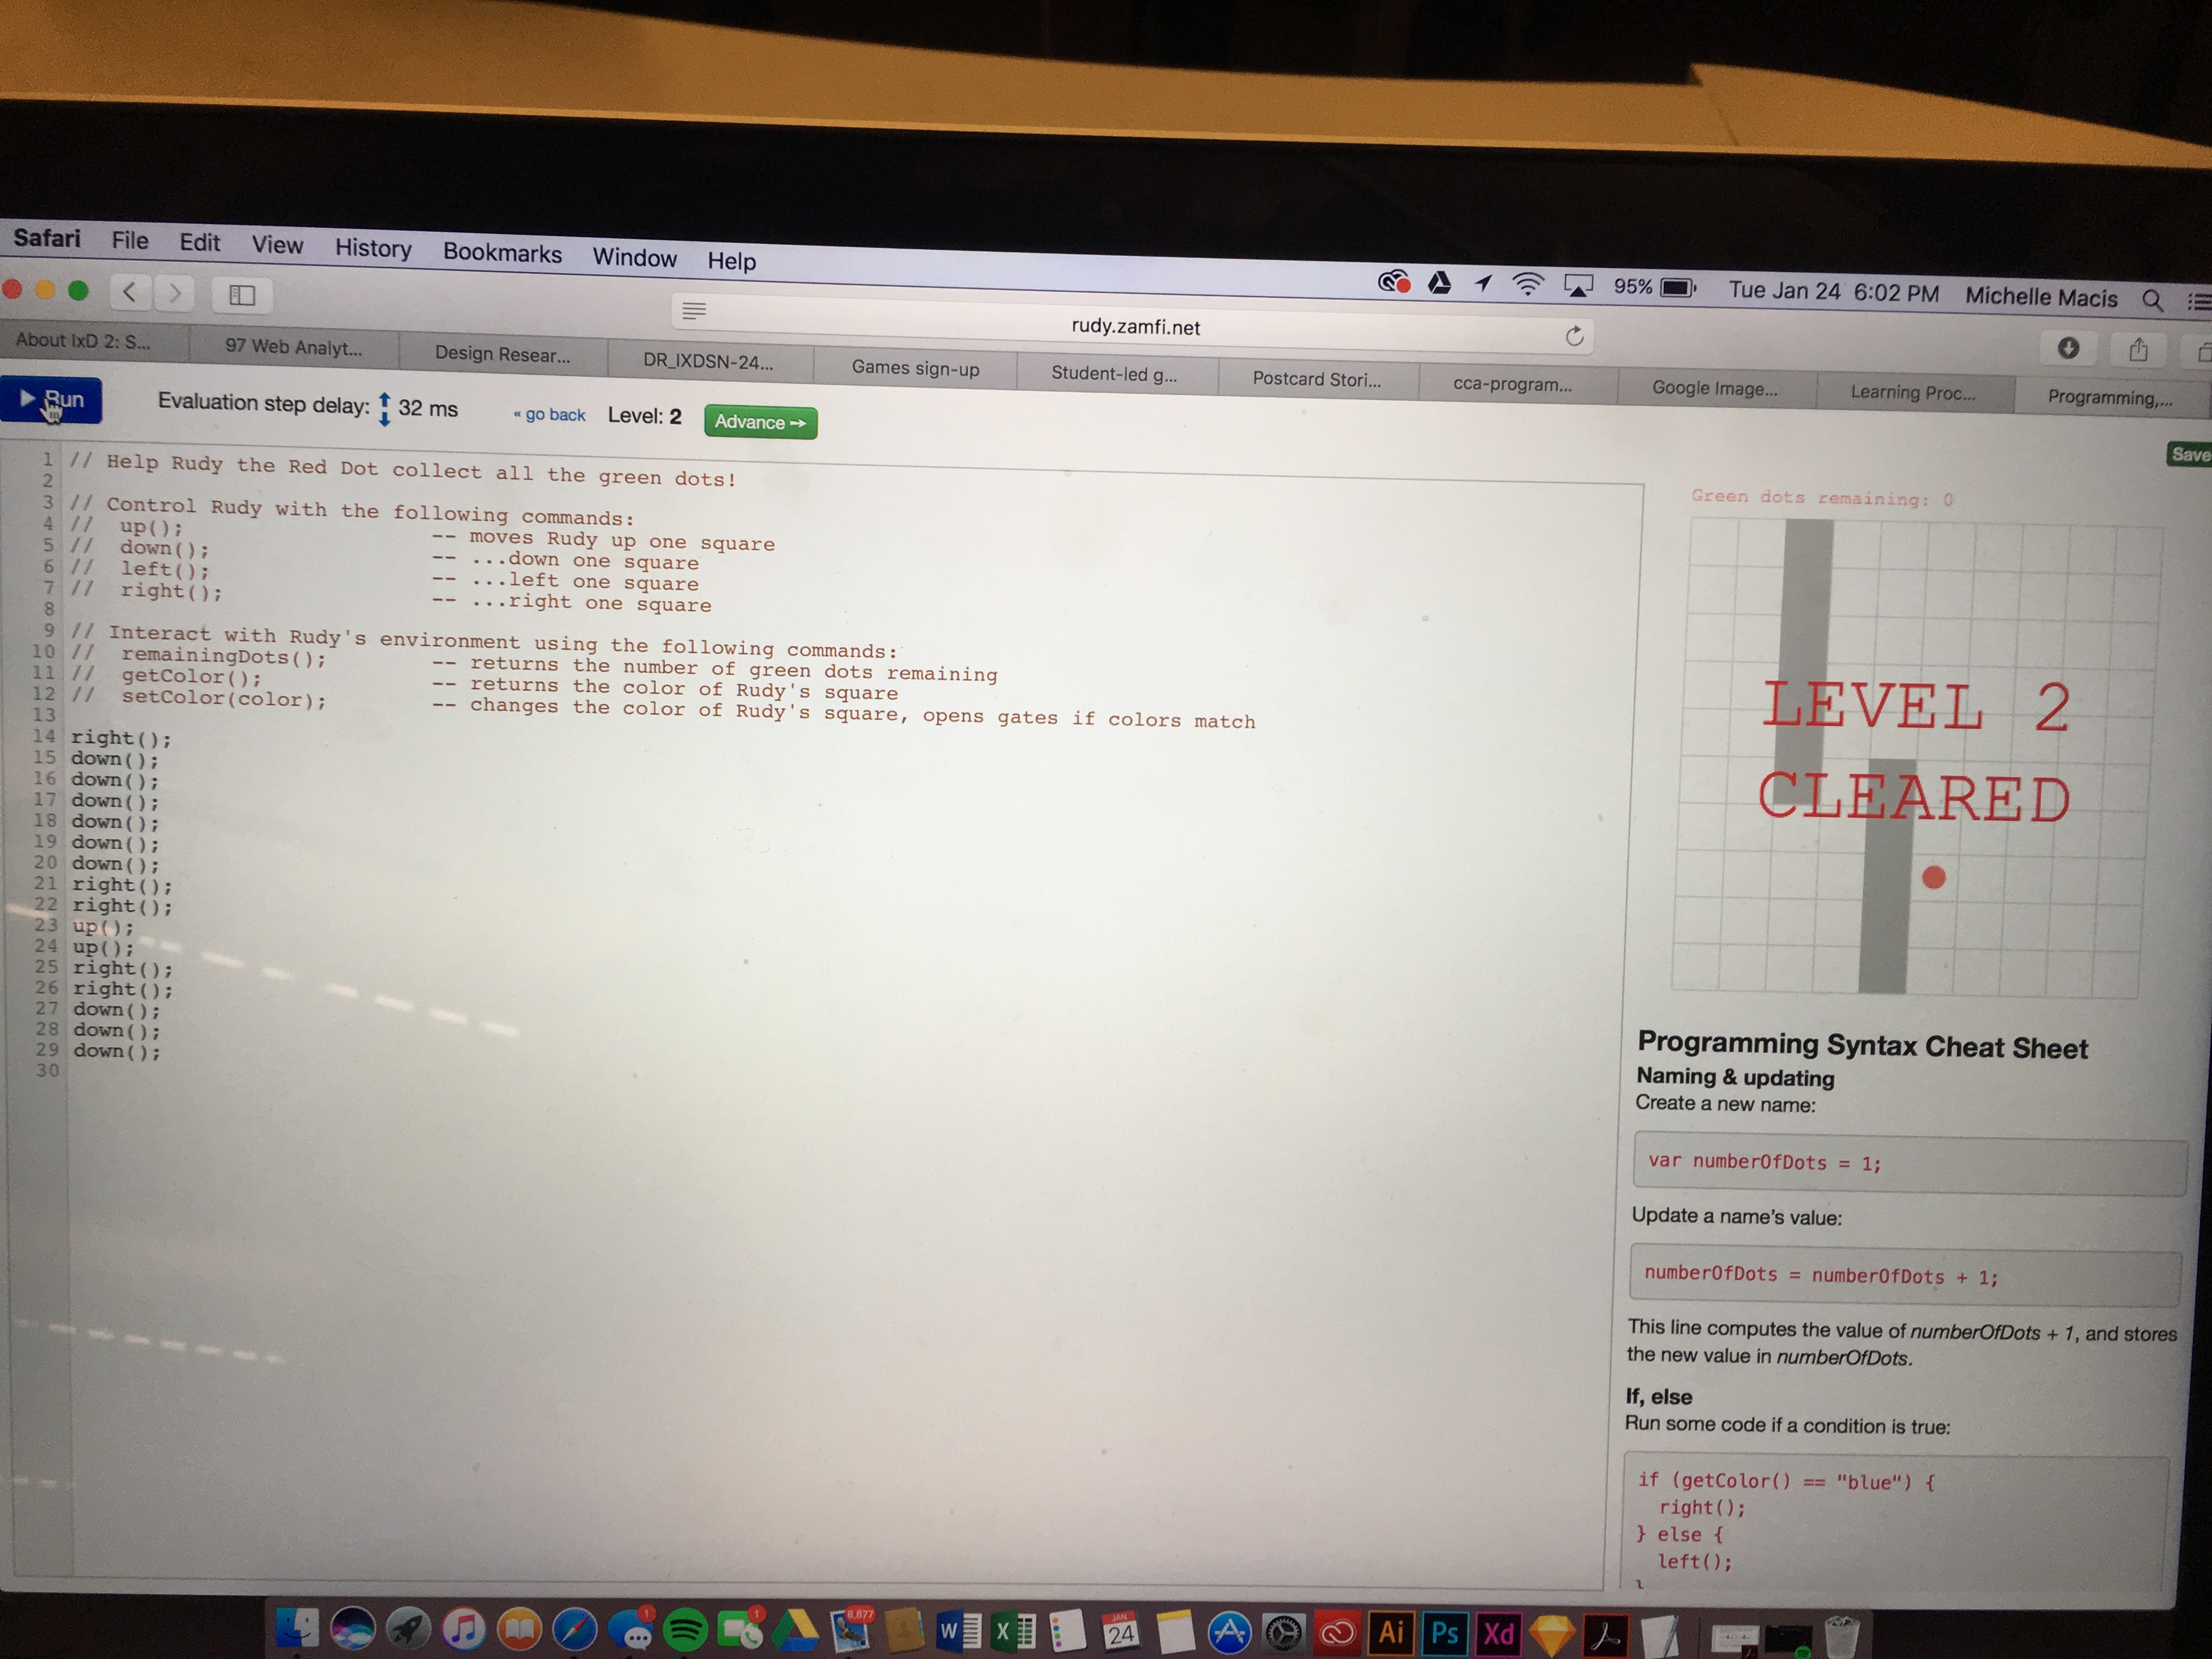 Safari File Edit View History Bookmarks Window Help
95% Tue Jan 24 6:02 PM Michelle Macis
rudy.zamfi.net
About IxD 2: S... 97 Web Analyt... Design Resear... DR_IXDSN-24... Games sign-up Student-led g... Postcard Stori... cca-program... Google Image... Learning Proc... Programming,...
Run Evaluation step delay: 32 ms « go back Level: 2 Advance
Save
1 // Help Rudy the Red Dot collect all the green dots!
2
3 // Control Rudy with the following commands:
4 // up(); -- moves Rudy up one square
5 // down(); -- ...down one square
6 // left(); -- ...left one square
7 // right(); -- ...right one square
8
9 // Interact with Rudy's environment using the following commands:
10 // remainingDots(); -- returns the number of green dots remaining
11 // getColor(); -- returns the color of Rudy's square
12 // setColor(color); -- changes the color of Rudy's square, opens gates if colors match
13
14 right();
15 down();
16 down();
17 down();
18 down();
19 down();
20 down();
21 right();
22 right();
23 up();
24 up();
25 right();
26 right();
27 down();
28 down();
29 down();
30
Green dots remaining: 0
LEVEL 2
CLEARED
Programming Syntax Cheat Sheet
Naming & updating
Create a new name:
var numberOfDots = 1;
Update a name's value:
numberOfDots = numberOfDots + 1;
This line computes the value of numberOfDots + 1, and stores
the new value in numberOfDots.
If, else
Run some code if a condition is true:
if (getColor() == "blue") {
right();
} else {
left();
}
1 1 8,877 W X JAN 24 Ai Ps Xd